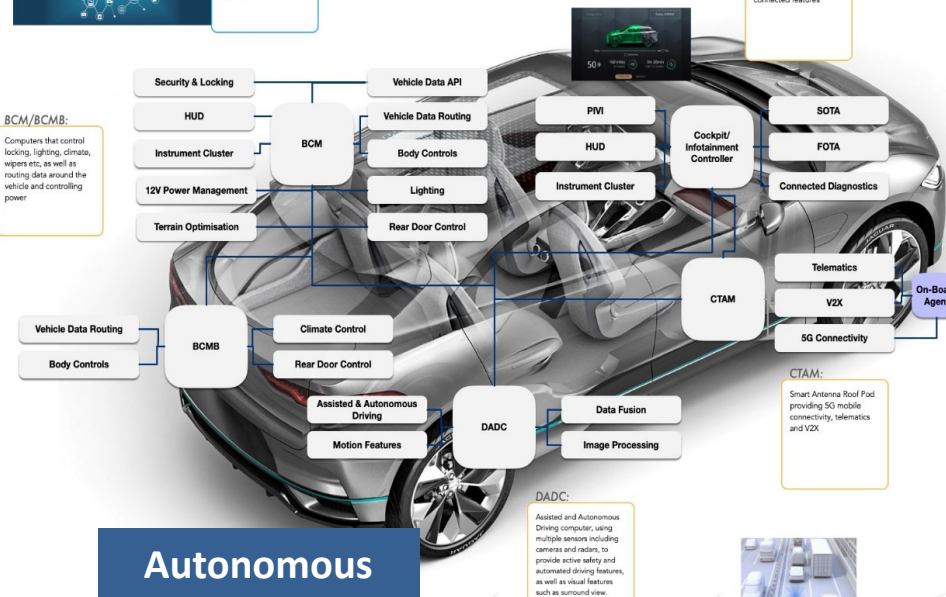 connected features
Security & Locking
Vehicle Data API
HUD
Vehicle Data Routing
BCM
Instrument Cluster
Body Controls
12V Power Management
Lighting
Terrain Optimisation
Rear Door Control
BCM/BCMB:
Computers that control
locking, lighting, climate,
wipers etc, as well as
routing data around the
vehicle and controlling
power
PIVI
SOTA
Cockpit/
Infotainment
Controller
HUD
FOTA
Instrument Cluster
Connected Diagnostics
JAGUAR
Telematics
CTAM
V2X
On-Boa
Agen
5G Connectivity
Vehicle Data Routing
Climate Control
BCMB
Body Controls
Rear Door Control
CTAM:
Smart Antenna Roof Pod
providing 5G mobile
connectivity, telematics
and V2X
Assisted & Autonomous
Driving
Data Fusion
DADC
Motion Features
Image Processing
DADC:
Assisted and Autonomous
Driving computer, using
multiple sensors including
cameras and radars, to
provide active safety and
automated driving features,
as well as visual features
such as surround view.
JAGUAR
Autonomous